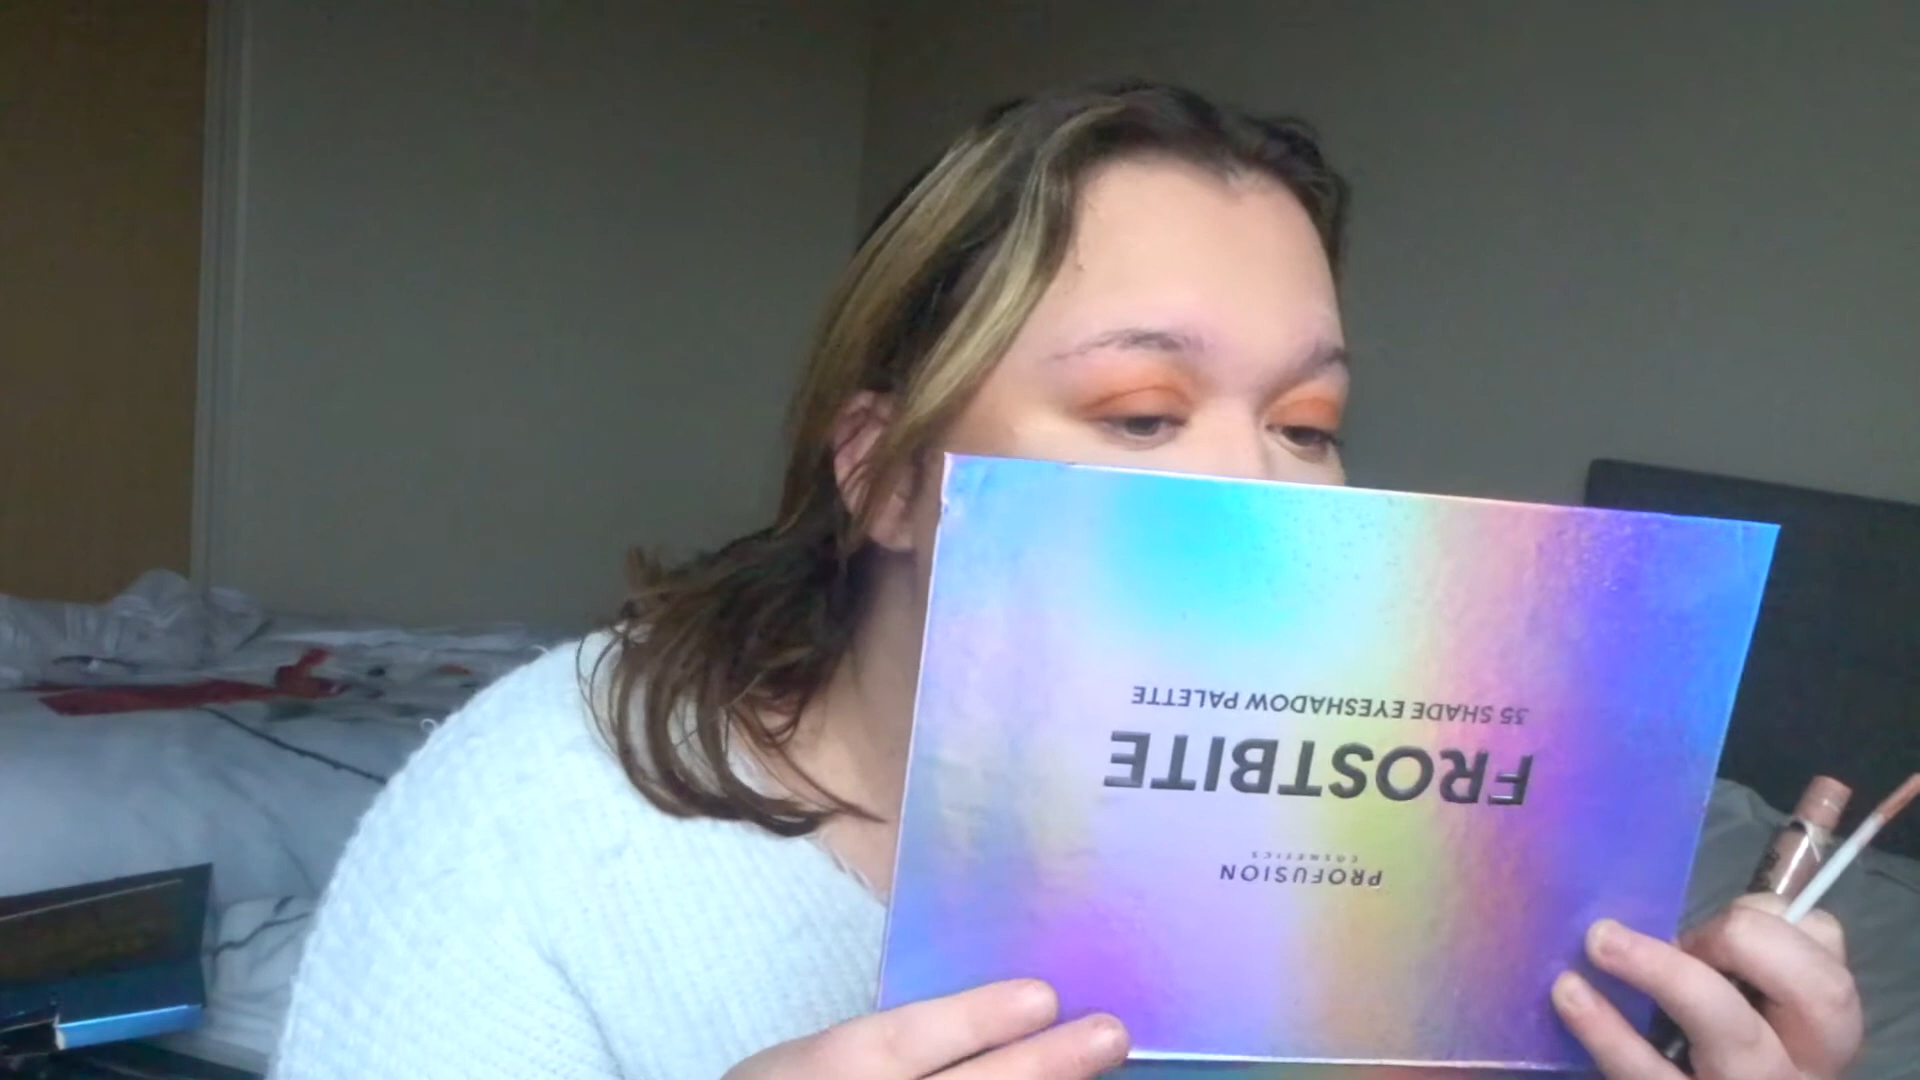 PROFUSION
COSMETICS
FROSTBITE
35 SHADE EYESHADOW PALETTE